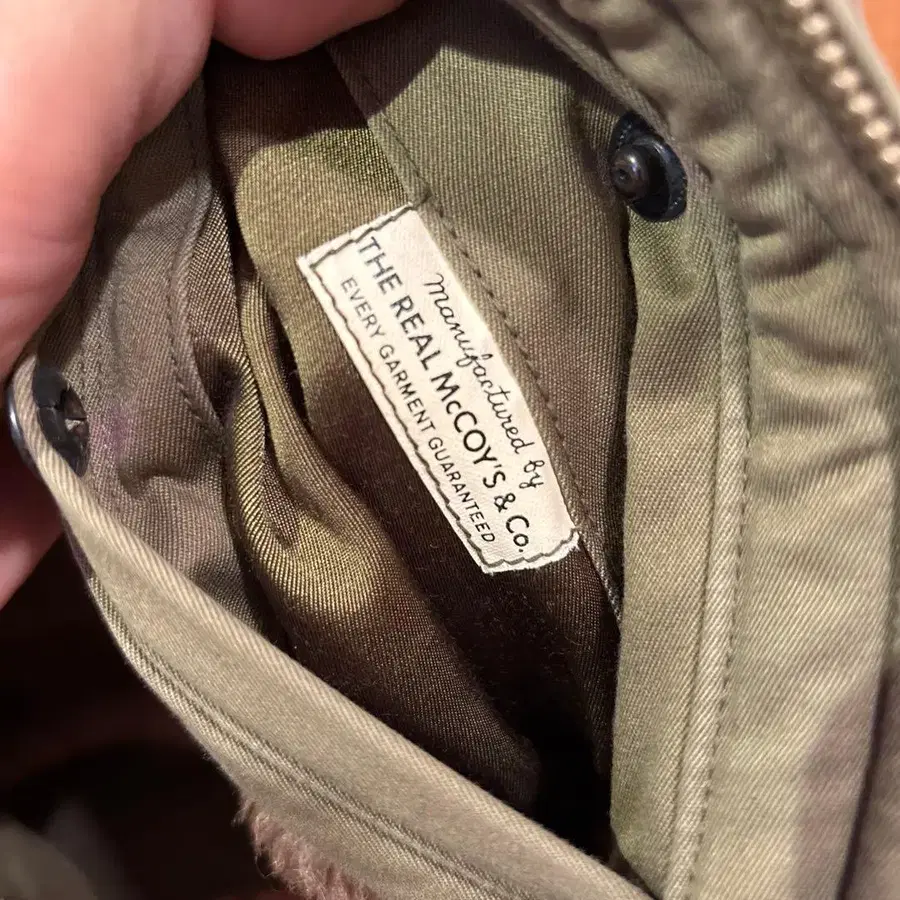 Manufactured by
THE REAL McCOY'S & Co.
EVERY GARMENT GUARANTEED